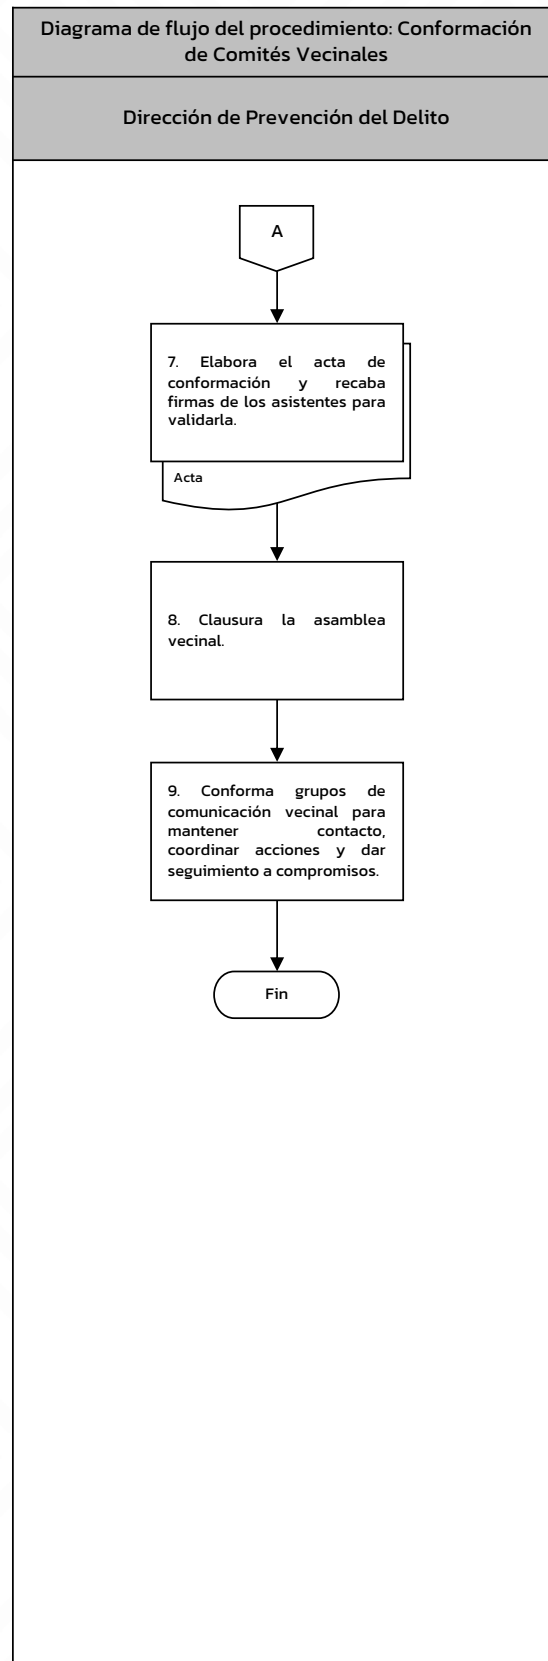 Diagrama de flujo del procedimiento: Conformación
de Comités Vecinales
Dirección de Prevención del Delito
A
7. Elabora el acta de
conformación y recaba
firmas de los asistentes para
validarla.
Acta
8. Clausura la asamblea
vecinal.
9. Conforma grupos de
comunicación vecinal para
mantener contacto,
coordinar acciones y dar
seguimiento a compromisos.
Fin